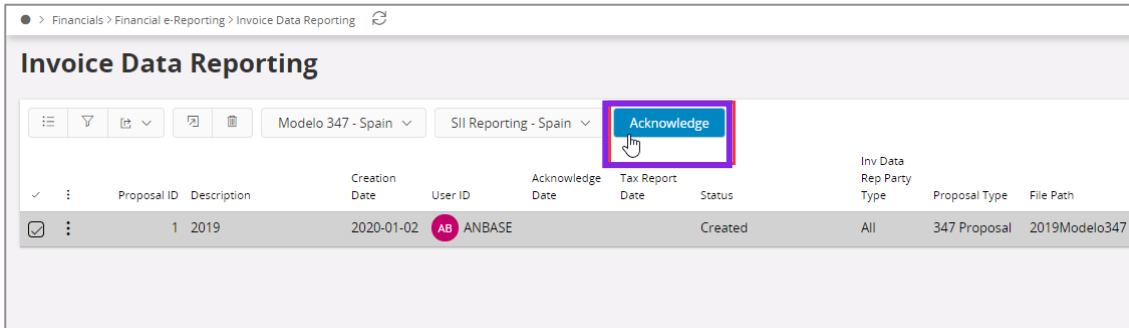 Financials > Financial e-Reporting > Invoice Data Reporting
Invoice Data Reporting
Modelo 347 - Spain SII Reporting - Spain Acknowledge
Proposal ID Description Creation Date User ID Acknowledge Date Tax Report Date Status Inv Data Rep Party Type Proposal Type File Path
1 2019 2020-01-02 AB ANBASE Created All 347 Proposal 2019Modelo347